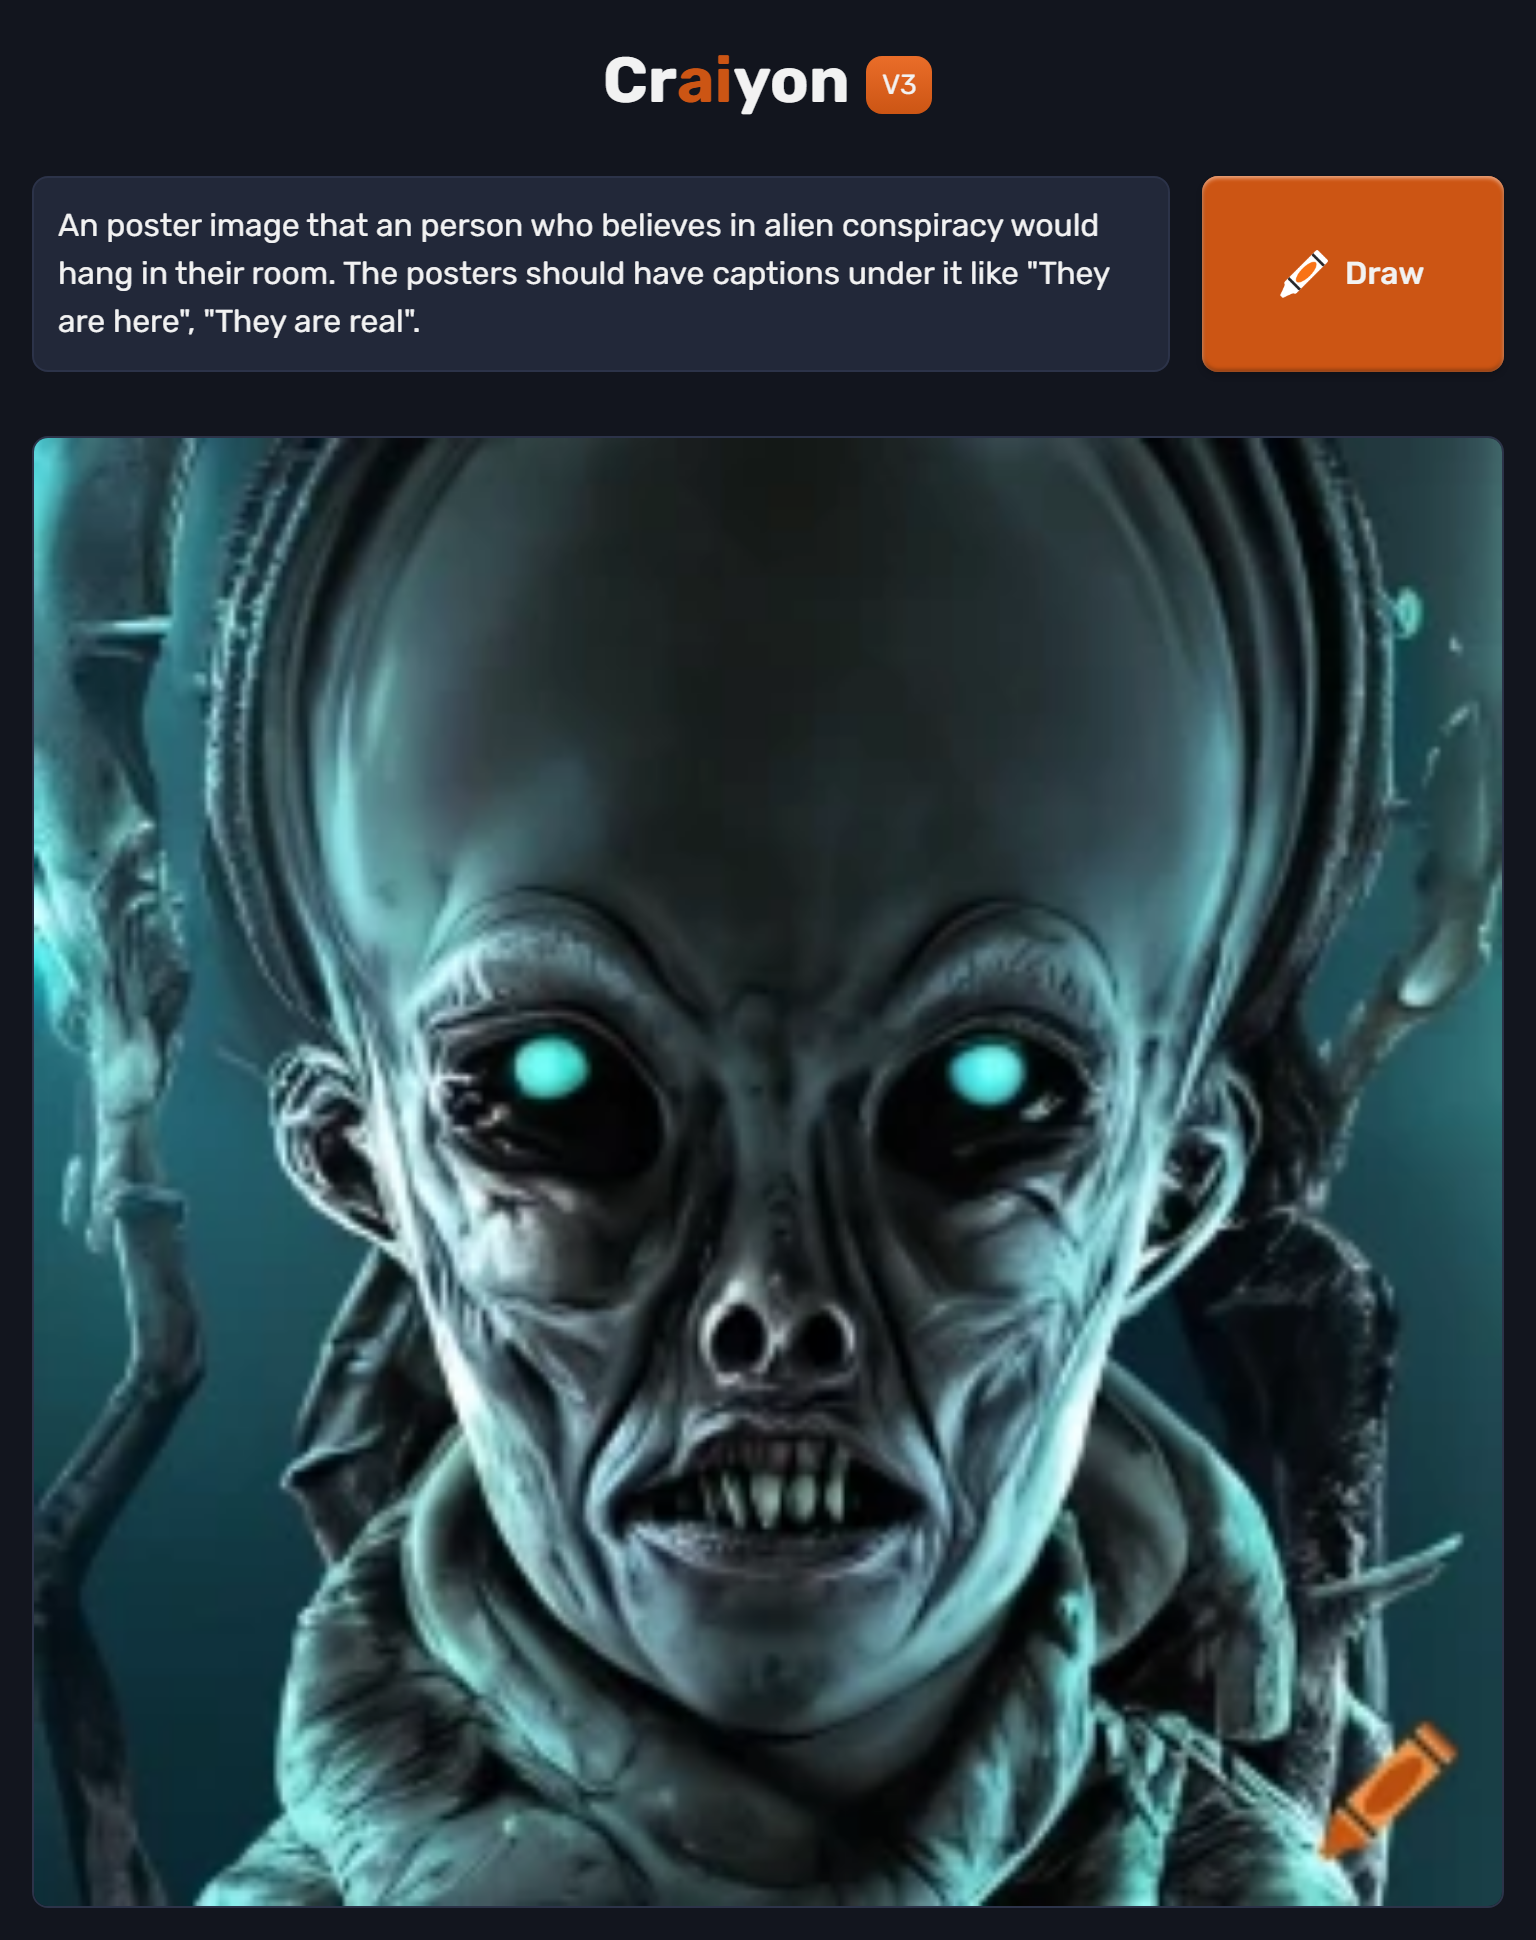 Craiyon V3
An poster image that an person who believes in alien conspiracy would
hang in their room. The posters should have captions under it like "They
are here", "They are real".
Draw